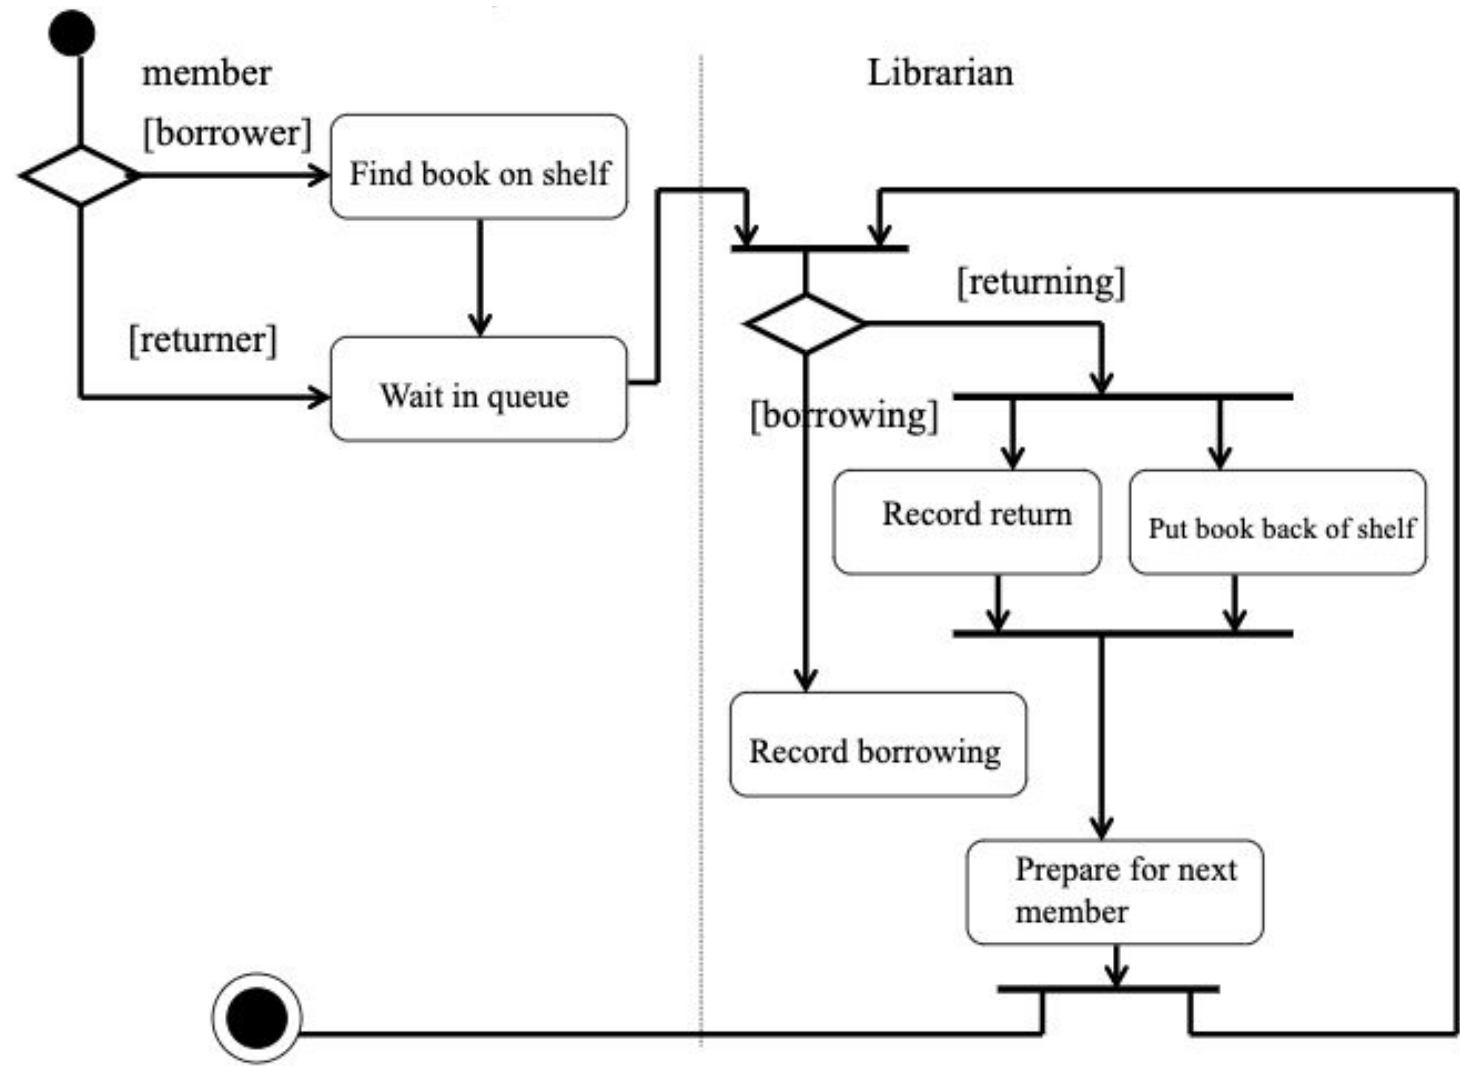 member
Librarian
[borrower]
Find book on shelf
[returning]
[returner]
Wait in queue
[borrowing]
Record return
Put book back of shelf
Record borrowing
Prepare for next
member